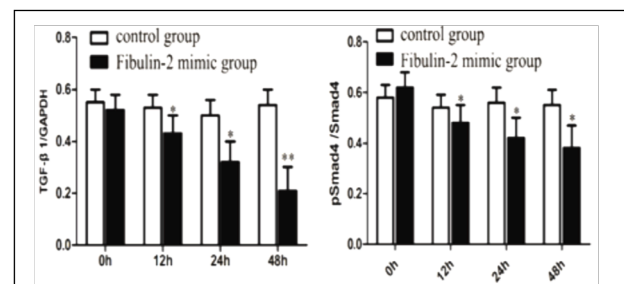 control group
Fibulin-2 mimic group
TGF-β 1/GAPDH
0.8
0.6
0.4
0.2
0.0
*
*
**
0h
12h
24h
48h
control group
Fibulin-2 mimic group
pSmad4 /Smad4
0.8
0.6
0.4
0.2
0.0
*
*
*
0h
12h
24h
48h